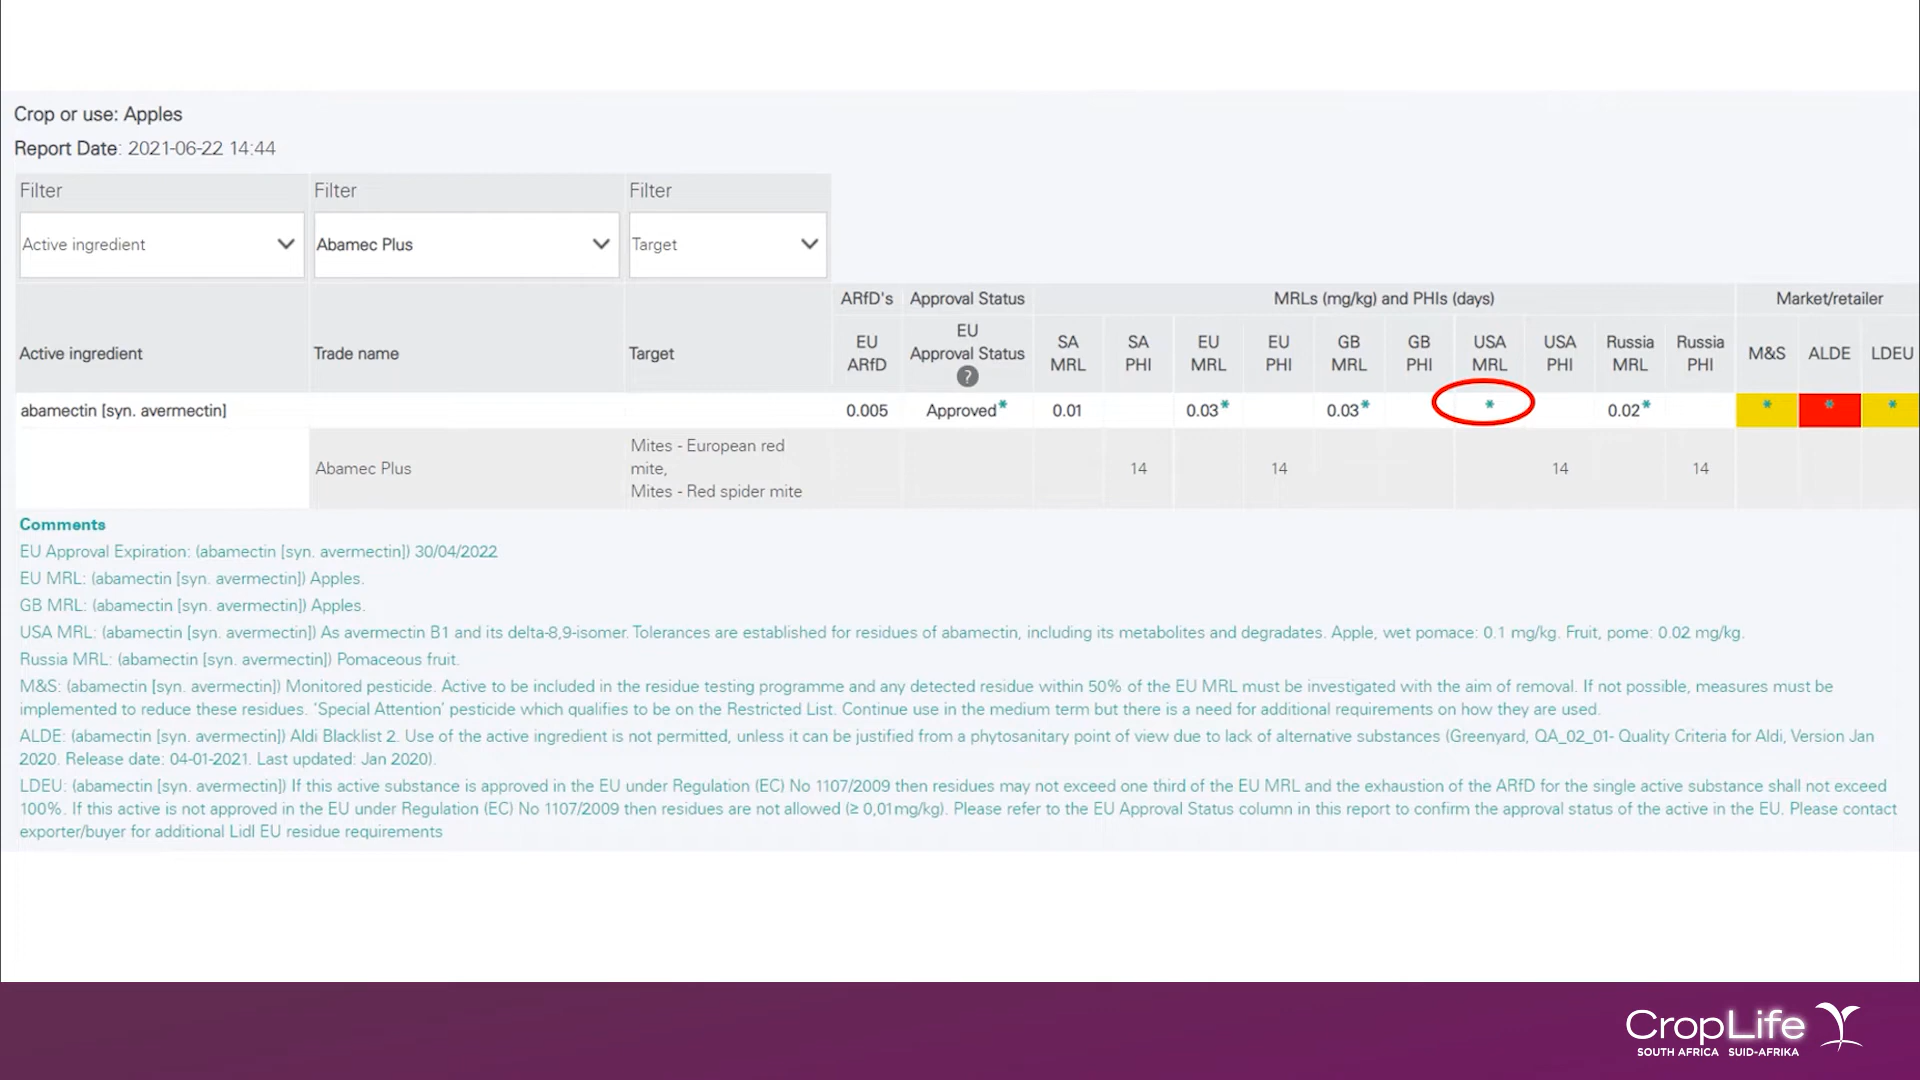 Crop or use: Apples
Report Date: 2021-06-22 14:44
Filter Filter Filter
Active ingredient Abamec Plus Target
ARfD's Approval Status MRLs (mg/kg) and PHIs (days) Market/retailer
Active ingredient Trade name Target EU ARfD EU Approval Status ? SA MRL SA PHI EU MRL EU PHI GB MRL GB PHI USA MRL USA PHI Russia MRL Russia PHI M&S ALDE LDEU
abamectin [syn. avermectin] 0.005 Approved* 0.01 0.03* 0.03* * 0.02* * * *
Abamec Plus Mites - European red mite, Mites - Red spider mite 14 14 14 14
Comments
EU Approval Expiration: (abamectin [syn. avermectin]) 30/04/2022
EU MRL: (abamectin [syn. avermectin]) Apples.
GB MRL: (abamectin [syn. avermectin]) Apples.
USA MRL: (abamectin [syn. avermectin]) As avermectin B1 and its delta-8,9-isomer. Tolerances are established for residues of abamectin, including its metabolites and degradates. Apple, wet pomace: 0.1 mg/kg. Fruit, pome: 0.02 mg/kg.
Russia MRL: (abamectin [syn. avermectin]) Pomaceous fruit.
M&S: (abamectin [syn. avermectin]) Monitored pesticide. Active to be included in the residue testing programme and any detected residue within 50% of the EU MRL must be investigated with the aim of removal. If not possible, measures must be
implemented to reduce these residues. 'Special Attention' pesticide which qualifies to be on the Restricted List. Continue use in the medium term but there is a need for additional requirements on how they are used.
ALDE: (abamectin [syn. avermectin]) Aldi Blacklist 2. Use of the active ingredient is not permitted, unless it can be justified from a phytosanitary point of view due to lack of alternative substances (Greenyard, QA_02_01- Quality Criteria for Aldi, Version Jan
2020. Release date: 04-01-2021. Last updated: Jan 2020).
LDEU: (abamectin [syn. avermectin]) If this active substance is approved in the EU under Regulation (EC) No 1107/2009 then residues may not exceed one third of the EU MRL and the exhaustion of the ARfD for the single active substance shall not exceed
100%. If this active is not approved in the EU under Regulation (EC) No 1107/2009 then residues are not allowed (≥ 0,01mg/kg). Please refer to the EU Approval Status column in this report to confirm the approval status of the active in the EU. Please contact
exporter/buyer for additional Lidl EU residue requirements
CropLife
SOUTH AFRICA SUID-AFRIKA